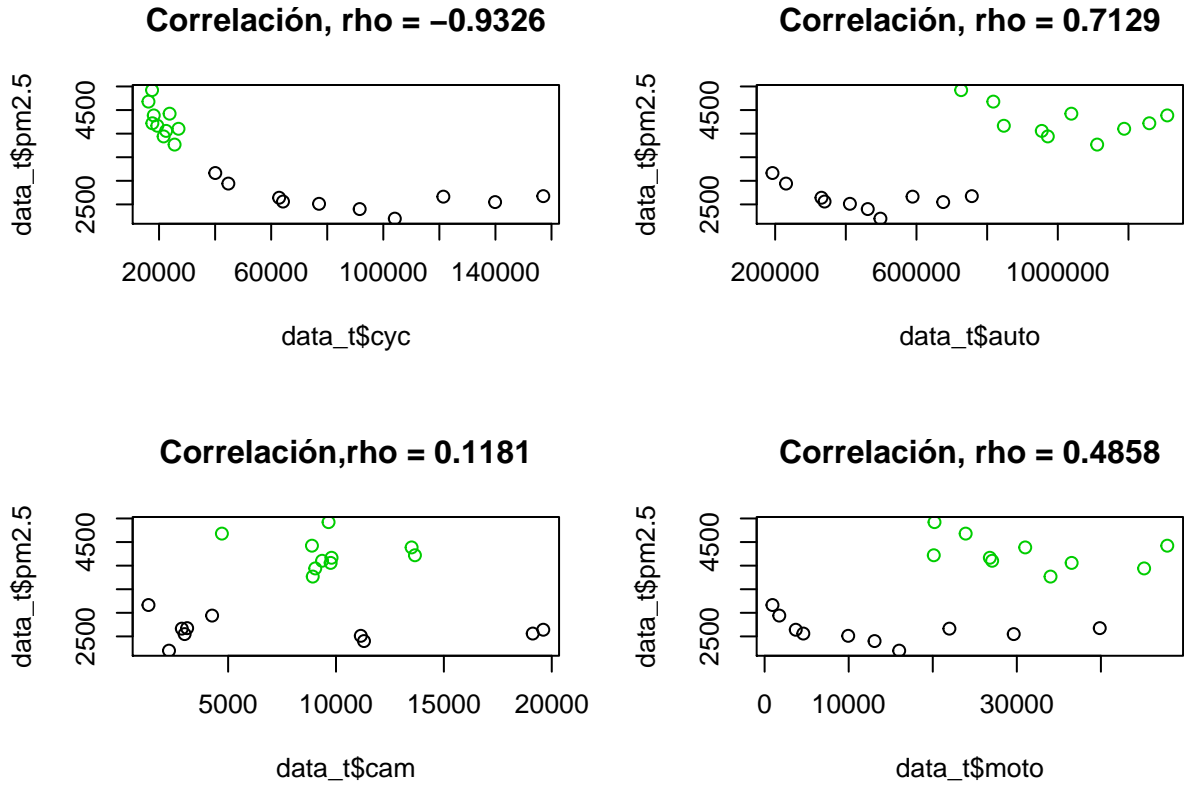 Correlación, rho = −0.9326
data_t$pm2.5
4500
2500
20000 60000 100000 140000
data_t$cyc
Correlación, rho = 0.7129
data_t$pm2.5
4500
2500
200000 600000 1000000
data_t$auto
Correlación,rho = 0.1181
data_t$pm2.5
4500
2500
5000 10000 15000 20000
data_t$cam
Correlación, rho = 0.4858
data_t$pm2.5
4500
2500
0 10000 30000
data_t$moto